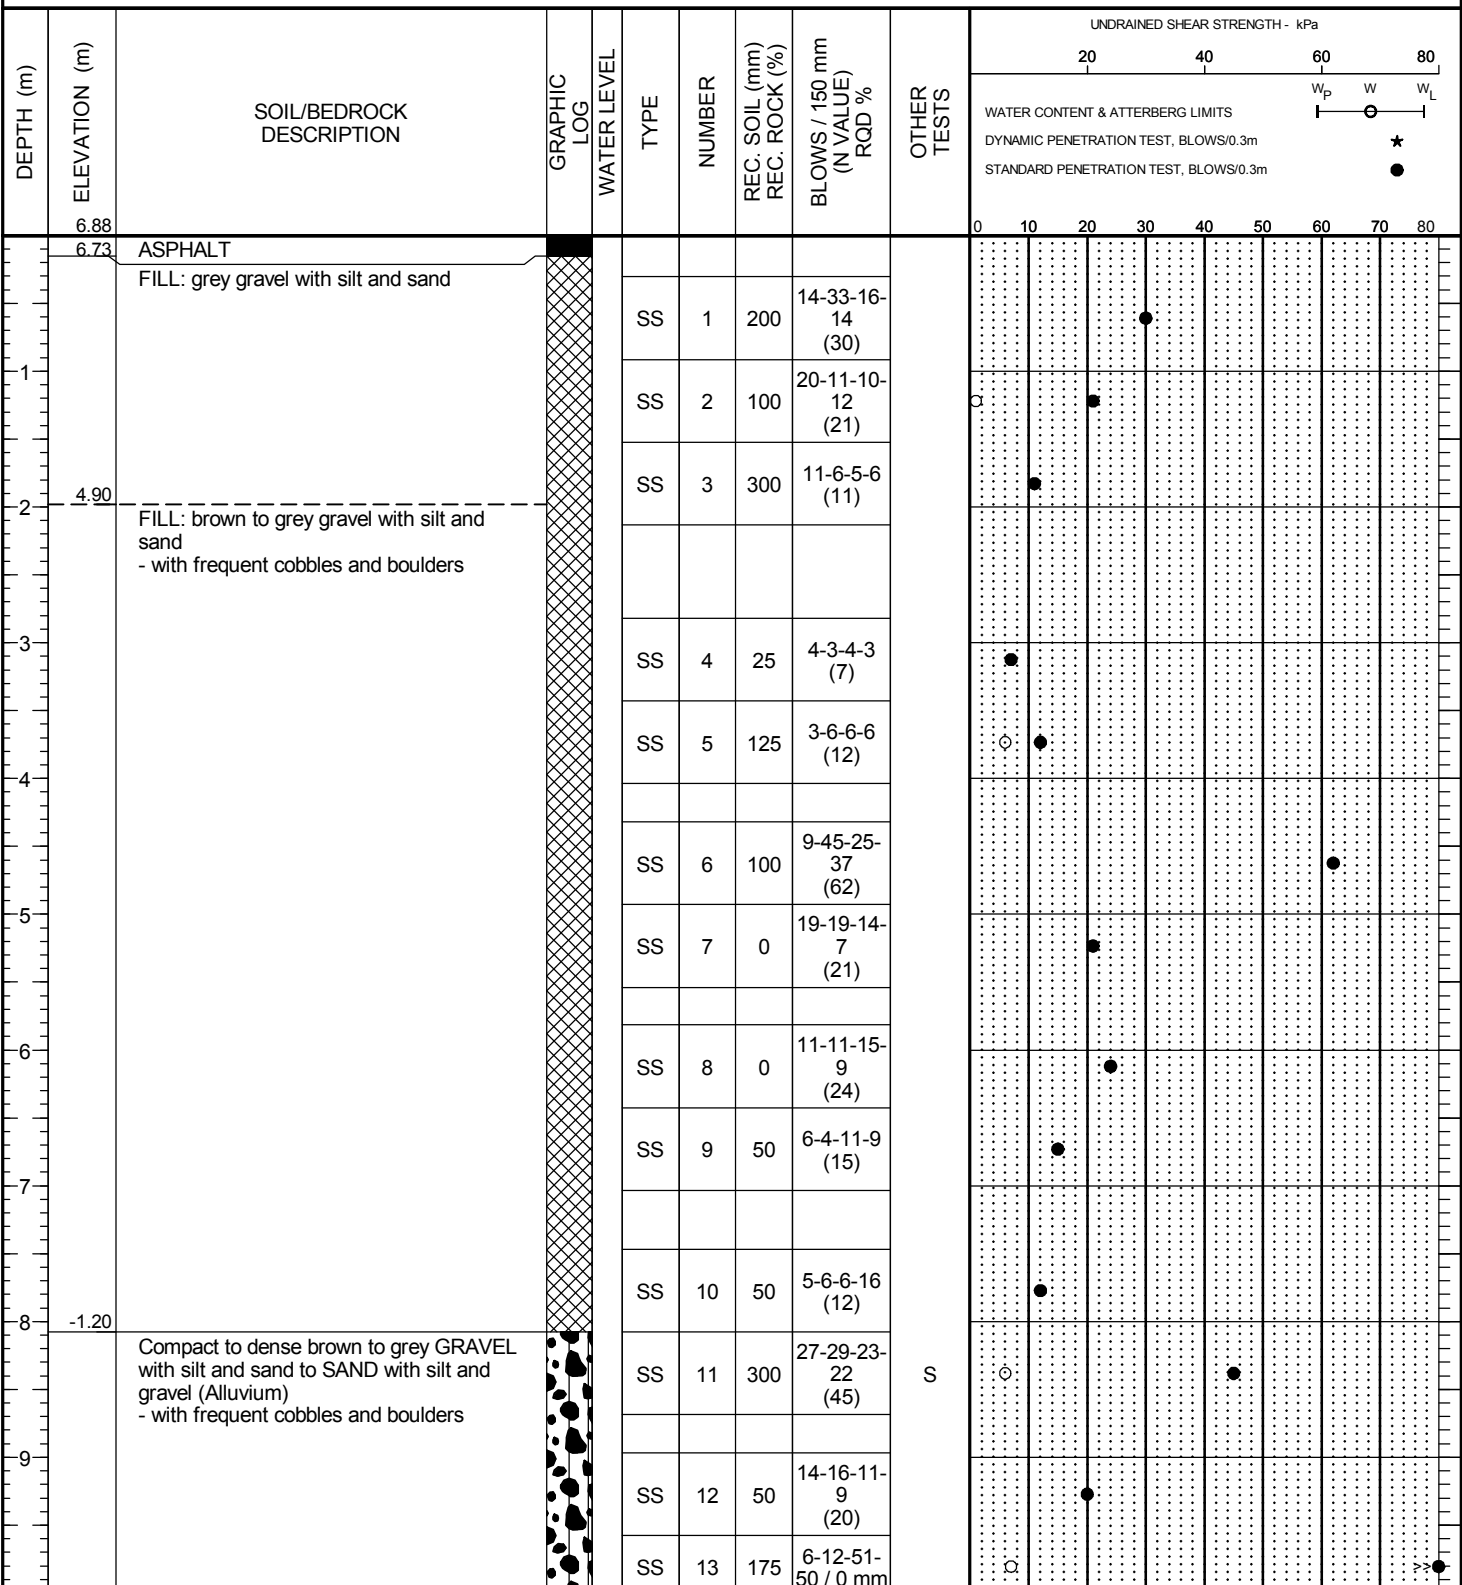 UNDRAINED SHEAR STRENGTH - kPa
20 40 60 80
DEPTH (m)
ELEVATION (m)
SOIL/BEDROCK
DESCRIPTION
GRAPHIC
LOG
WATER LEVEL
TYPE
NUMBER
REC. SOIL (mm)
REC. ROCK (%)
BLOWS / 150 mm
(N VALUE)
RQD %
OTHER
TESTS
WP W WL
WATER CONTENT & ATTERBERG LIMITS
DYNAMIC PENETRATION TEST, BLOWS/0.3m
STANDARD PENETRATION TEST, BLOWS/0.3m
6.88
0 10 20 30 40 50 60 70 80
6.73 ASPHALT
FILL: grey gravel with silt and sand
SS 1 200 14-33-16-
14
(30)
1
SS 2 100 20-11-10-
12
(21)
SS 3 300 11-6-5-6
(11)
4.90
2
FILL: brown to grey gravel with silt and
sand
- with frequent cobbles and boulders
3
SS 4 25 4-3-4-3
(7)
SS 5 125 3-6-6-6
(12)
4
SS 6 100 9-45-25-
37
(62)
5
SS 7 0 19-19-14-
7
(21)
6
SS 8 0 11-11-15-
9
(24)
SS 9 50 6-4-11-9
(15)
7
SS 10 50 5-6-6-16
(12)
8
-1.20
Compact to dense brown to grey GRAVEL
with silt and sand to SAND with silt and
gravel (Alluvium)
- with frequent cobbles and boulders
SS 11 300 27-29-23-
22
(45)
S
9
SS 12 50 14-16-11-
9
(20)
SS 13 175 6-12-51-
50 / 0 mm
>>